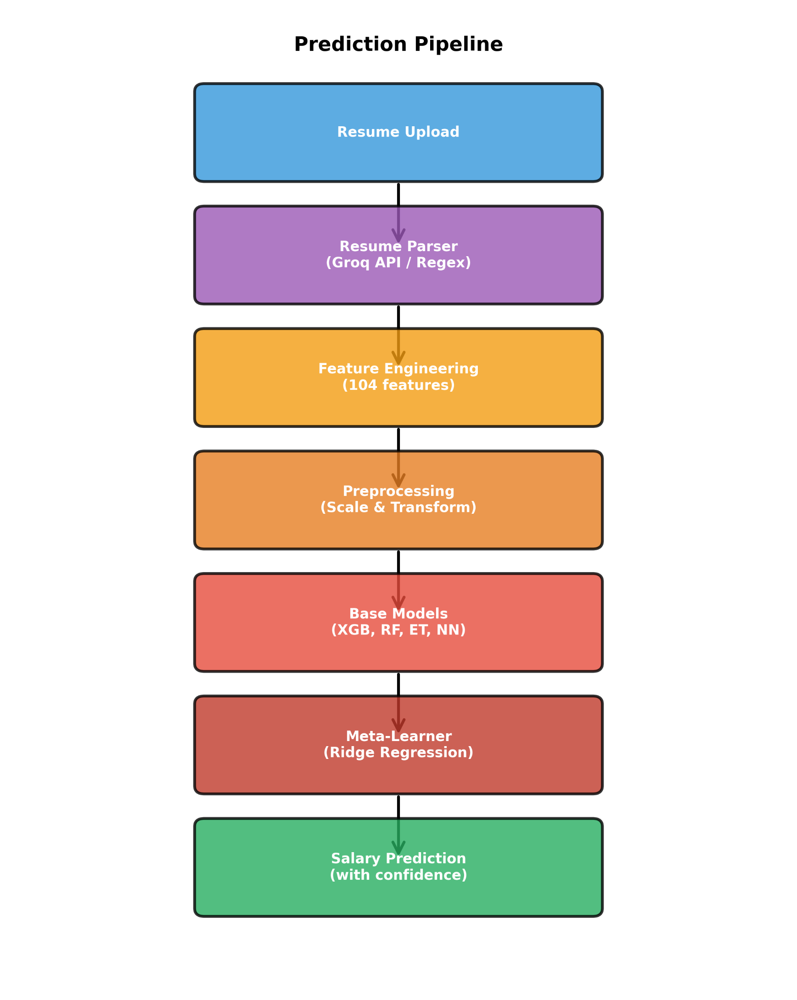 Prediction Pipeline
Resume Upload
Resume Parser
(Groq API / Regex)
Feature Engineering
(104 features)
Preprocessing
(Scale & Transform)
Base Models
(XGB, RF, ET, NN)
Meta-Learner
(Ridge Regression)
Salary Prediction
(with confidence)